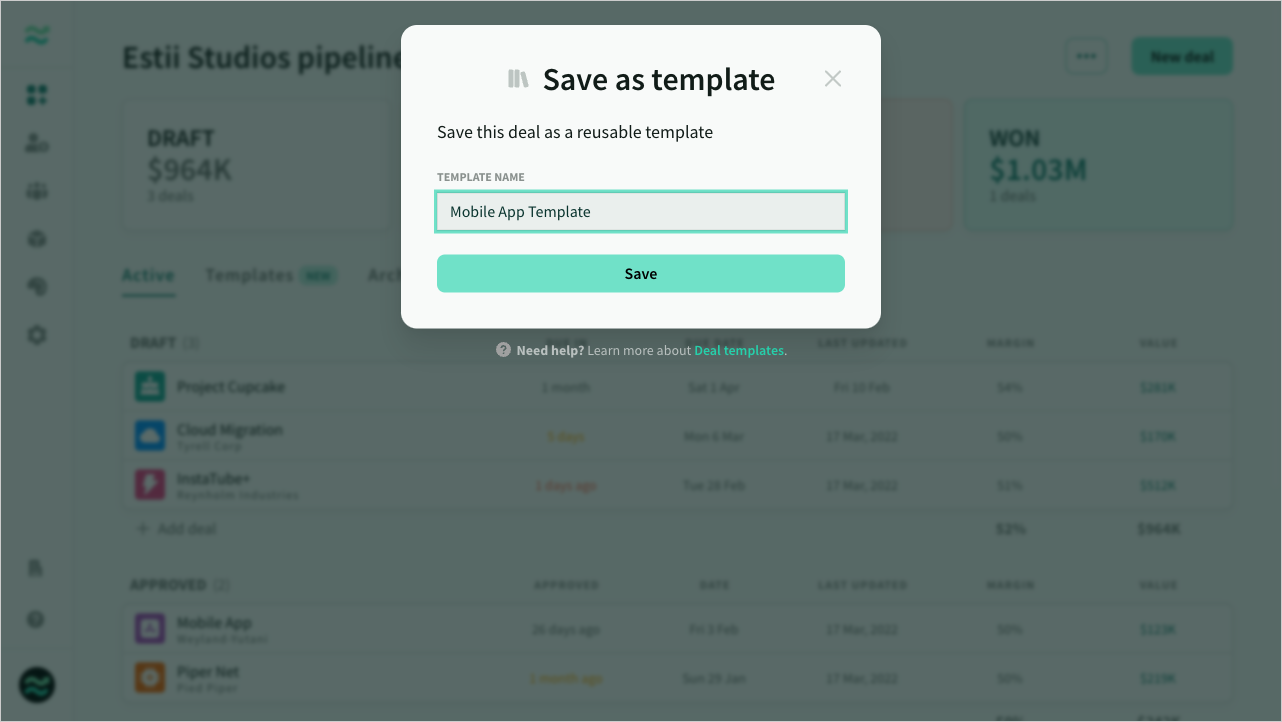 Estii Studios pipeline
New deal
Save as template
Save this deal as a reusable template
TEMPLATE NAME
Mobile App Template
Save
Need help? Learn more about Deal templates.
DRAFT
$964K
3 deals
WON
$1.03M
1 deals
Active Templates NEW Arc
DRAFT (3) DUE DATE LAST UPDATED MARGIN VALUE
Project Cupcake 1 month Sat 1 Apr Fri 10 Feb 54% $281K
Cloud Migration 5 days Mon 6 Mar 17 Mar, 2022 50% $170K
Tyrell Corp
InstaTube+ 1 days ago Tue 28 Feb 17 Mar, 2022 51% $512K
Reynholm Industries
+ Add deal 52% $964K
APPROVED (2) APPROVED DATE LAST UPDATED MARGIN VALUE
Mobile App 26 days ago Fri 3 Feb 17 Mar, 2022 50% $123K
Weyland-Yutani
Piper Net 1 month ago Sun 29 Jan 17 Mar, 2022 50% $219K
Pied Piper